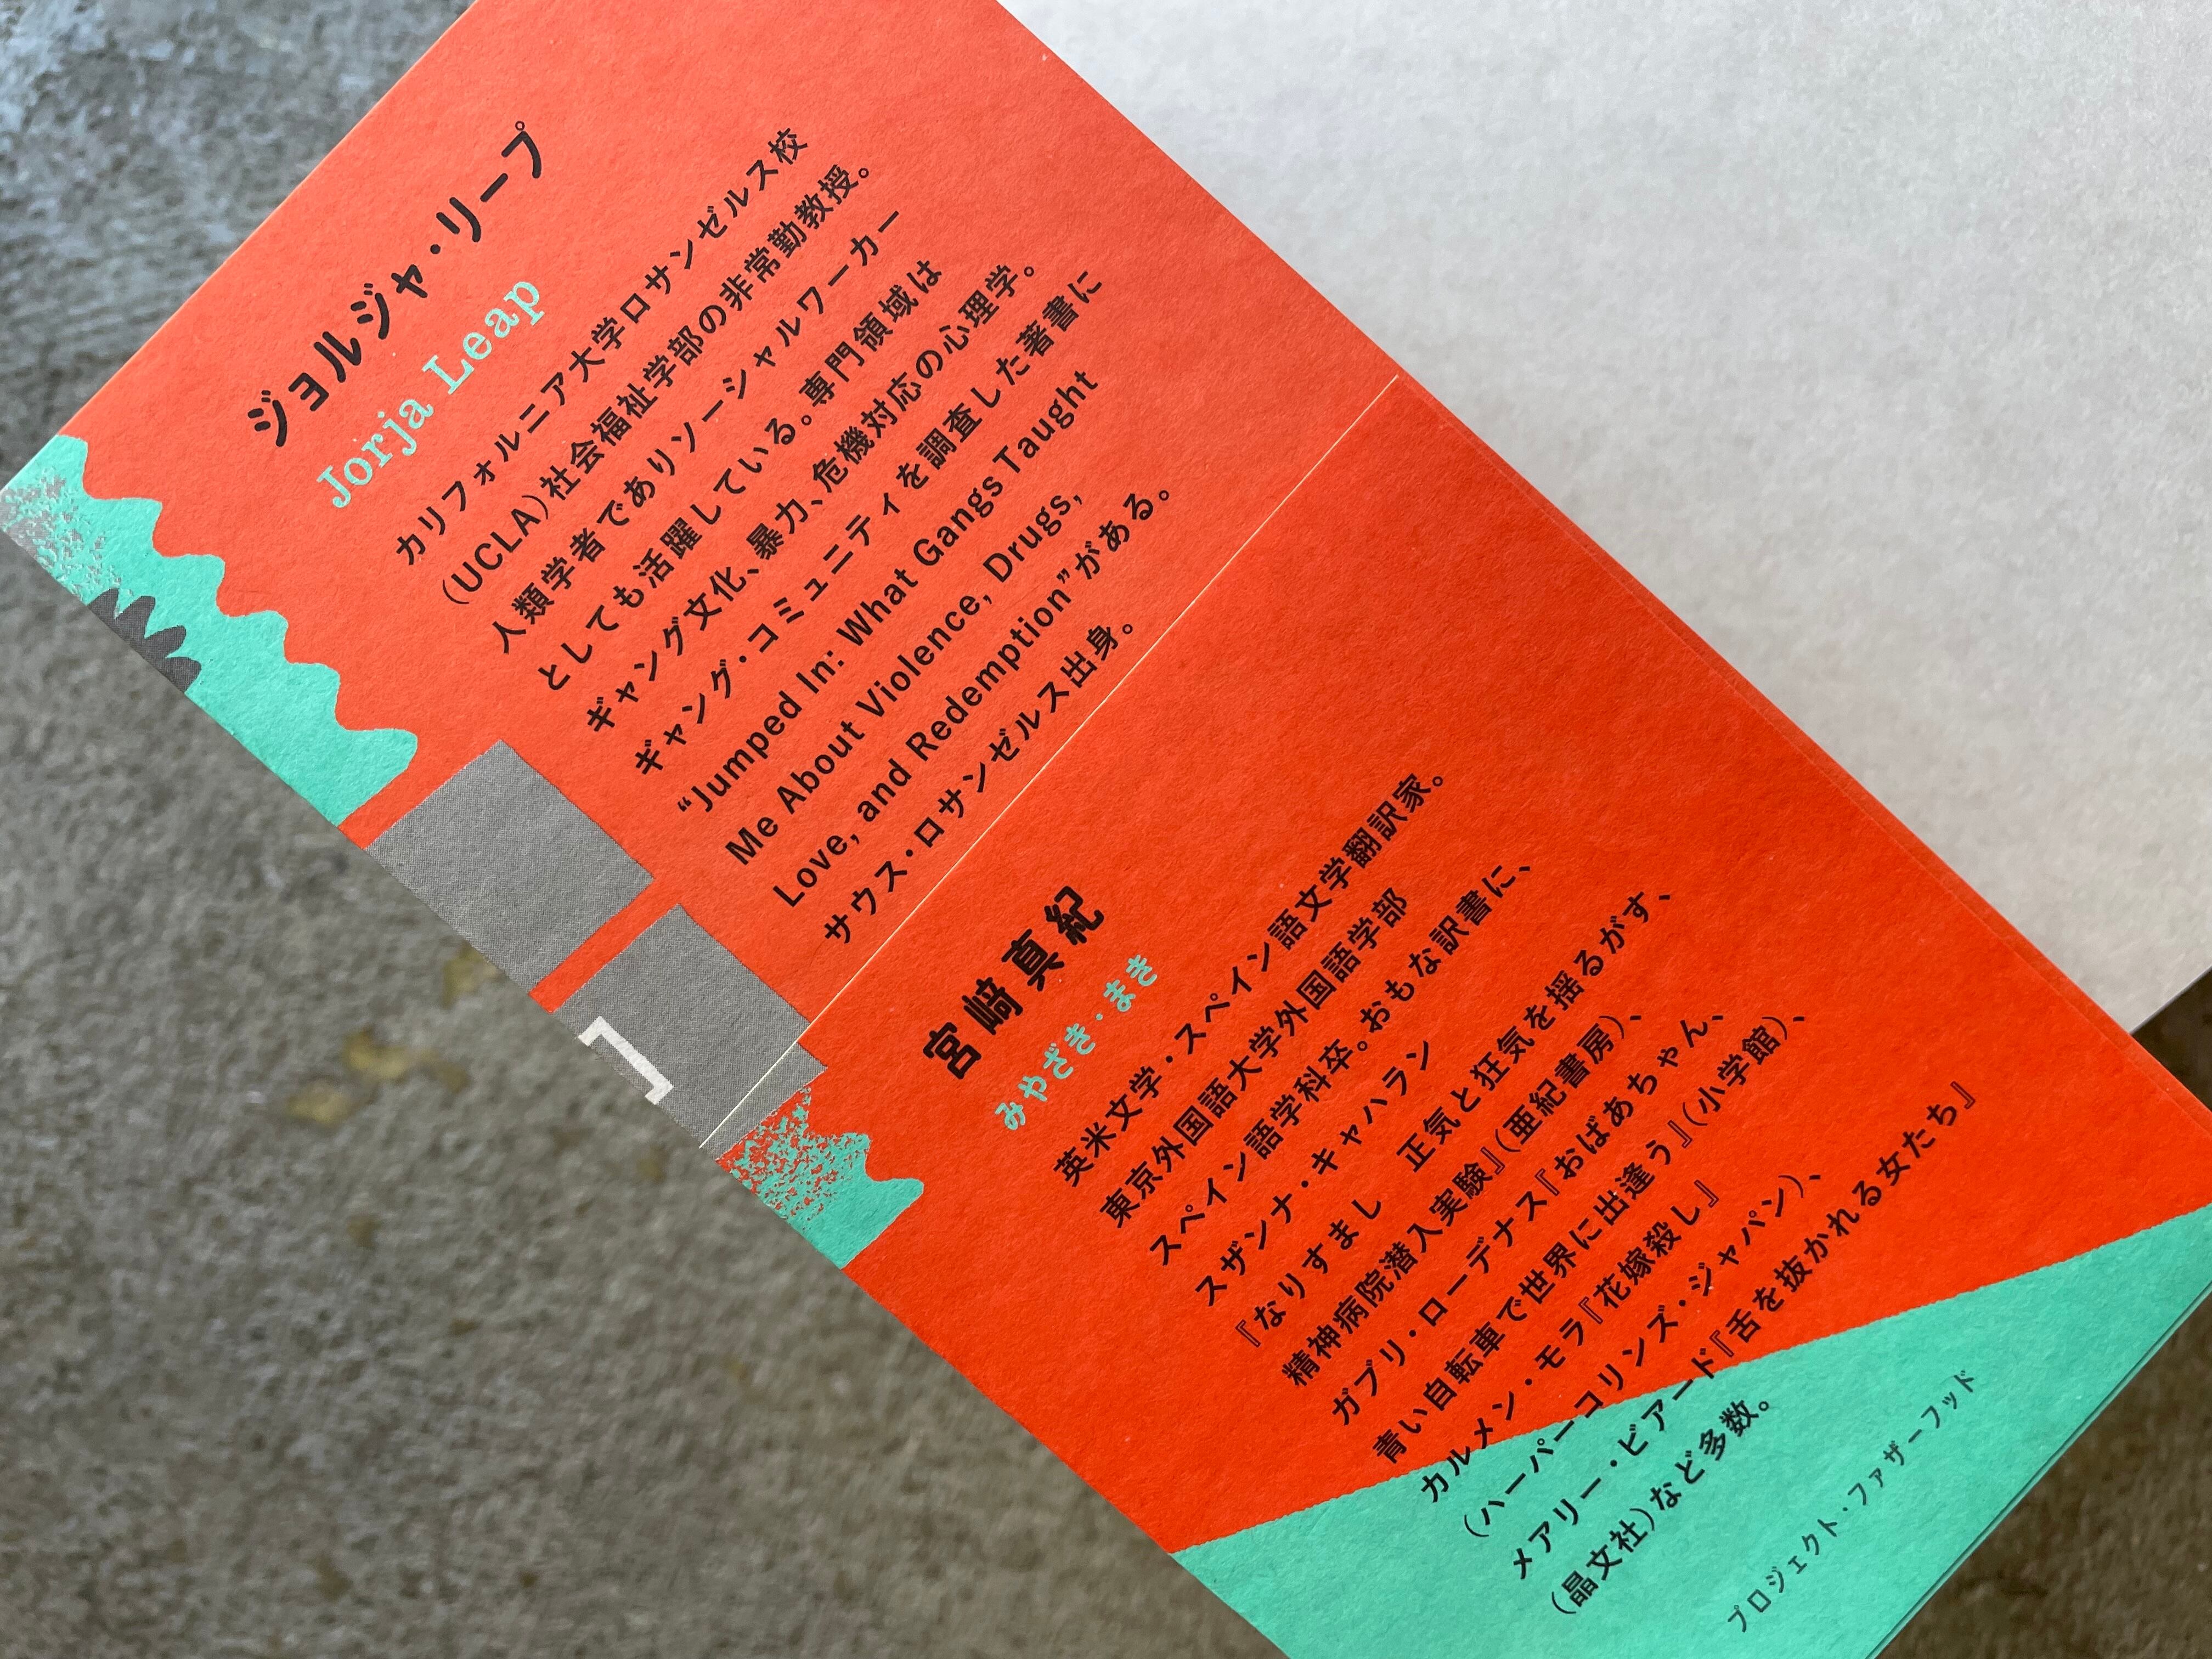 ジョルジャ・リープ
Jorja Leap
カリフォルニア大学ロサンゼルス校
(UCLA)社会福祉学部の非常勤教授。
人類学者でありソーシャルワーカー
としても活躍している。専門領域は
ギャング文化、暴力、危機対応の心理学。
ギャング・コミュニティを調査した著書に
“Jumped In: What Gangs Taught
Me About Violence, Drugs,
Love, and Redemption”がある。
サウス・ロサンゼルス出身。
宮﨑真紀
みやざき・まき
英米文学・スペイン語文学翻訳家。
東京外国語大学外国語学部
スペイン語学科卒。おもな訳書に、
スザンナ・キャハラン
『なりすまし 正気と狂気を揺るがす、
精神病院潜入実験』(亜紀書房)、
ガブリ・ローデナス『おばあちゃん、
青い自転車で世界に出逢う』(小学館)、
カルメン・モラ『花嫁殺し』
(ハーパーコリンズ・ジャパン)、
メアリー・ビアード『舌を抜かれる女たち』
(晶文社)など多数。
プロジェクト・ファザーフッド